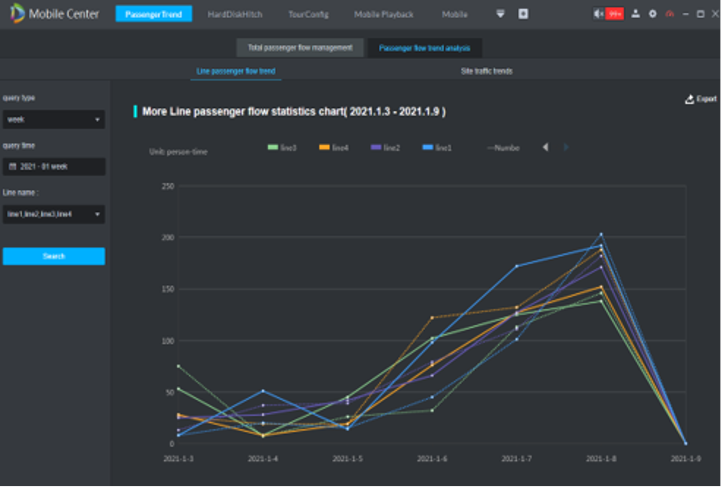 Mobile Center PassengerTrend HardDiskHitch TourConfig Mobile Playback Mobile 99+
Total passenger flow management Passenger flow trend analysis
Line passenger flow trend Site traffic trends
query type
week
query time
2021 - 01 week
Line name :
line1,line2,line3,line4
Search
Export
More Line passenger flow statistics chart( 2021.1.3 - 2021.1.9 )
Unit: person-time line3 line4 line2 line1 ---Numbe
250
200
150
100
50
0
2021-1-3 2021-1-4 2021-1-5 2021-1-6 2021-1-7 2021-1-8 2021-1-9